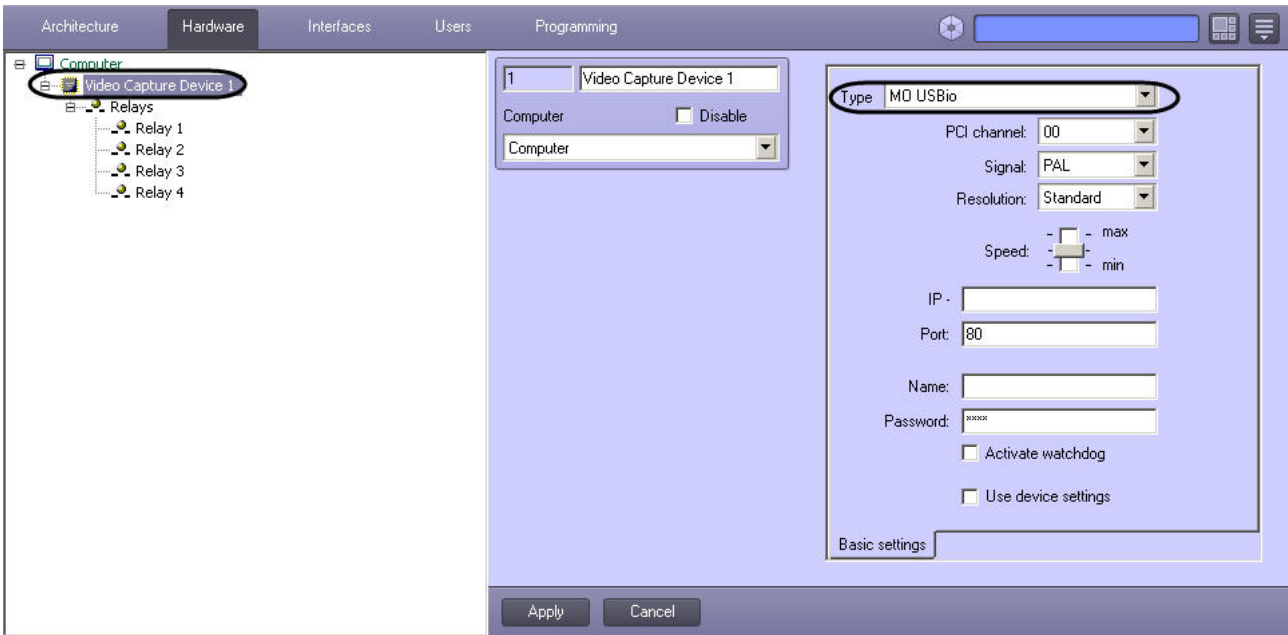 Architecture Hardware Interfaces Users Programming
Computer
Video Capture Device 1
Relays
Relay 1
Relay 2
Relay 3
Relay 4
1 Video Capture Device 1
Computer Disable
Computer
Type MO USBio
PCI channel: 00
Signal: PAL
Resolution: Standard
max
Speed:
min
IP -
Port: 80
Name:
Password: ××××
Activate watchdog
Use device settings
Basic settings
Apply Cancel